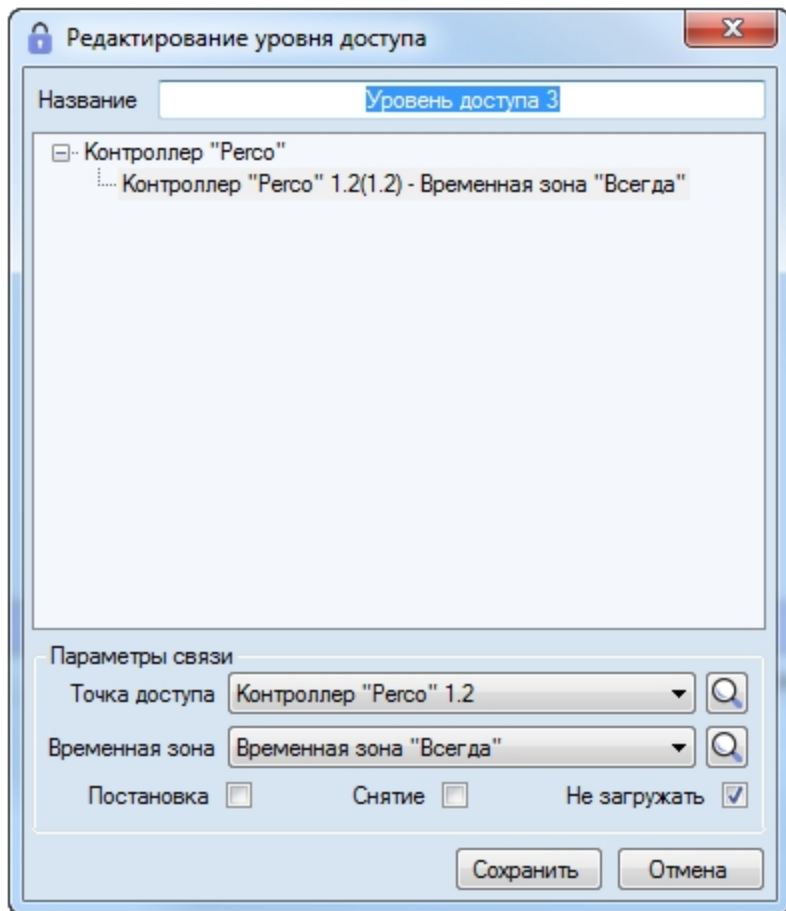 Редактирование уровня доступа
Название Уровень доступа 3
Контроллер "Perco"
Контроллер "Perco" 1.2(1.2) - Временная зона "Всегда"
Параметры связи
Точка доступа Контроллер "Perco" 1.2
Временная зона Временная зона "Всегда"
Постановка Снятие Не загружать
Сохранить Отмена